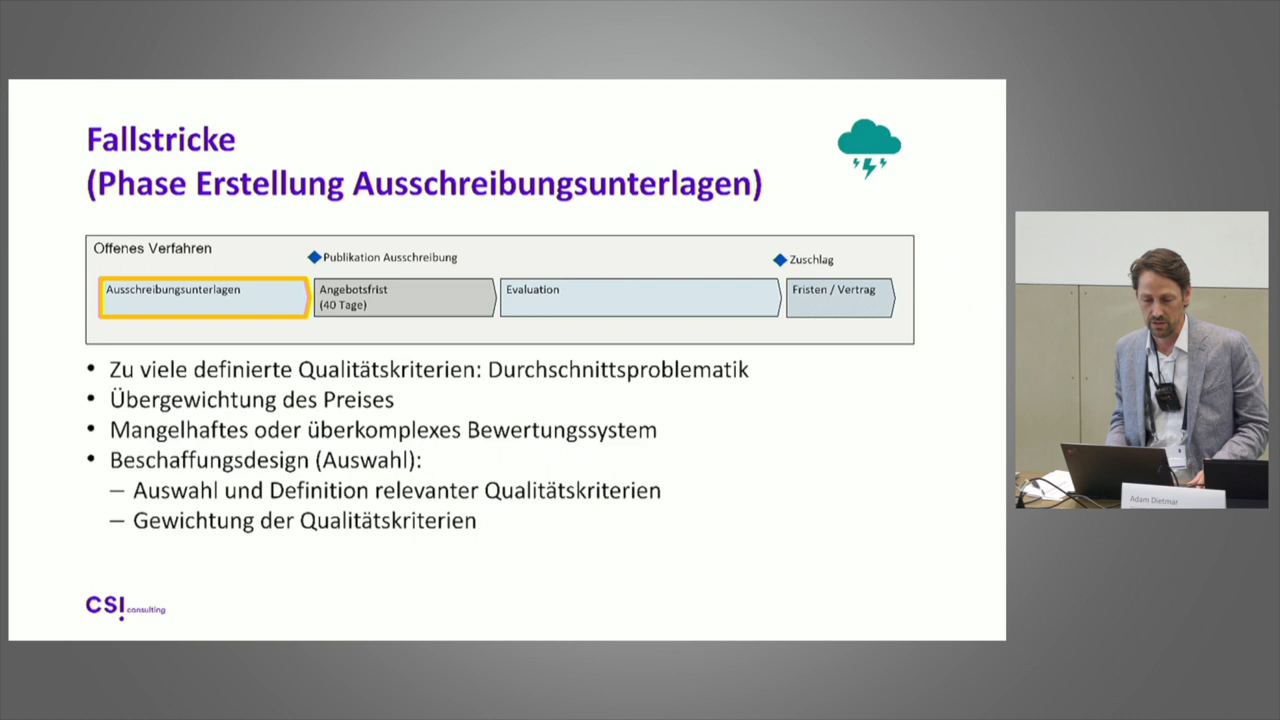 Fallstricke
(Phase Erstellung Ausschreibungsunterlagen)
Offenes Verfahren
Publikation Ausschreibung
Zuschlag
Ausschreibungsunterlagen
Angebotsfrist
(40 Tage)
Evaluation
Fristen / Vertrag
• Zu viele definierte Qualitätskriterien: Durchschnittsproblematik
• Übergewichtung des Preises
• Mangelhaftes oder überkomplexes Bewertungssystem
• Beschaffungsdesign (Auswahl):
– Auswahl und Definition relevanter Qualitätskriterien
– Gewichtung der Qualitätskriterien
CSI consulting
Adam Dietmar